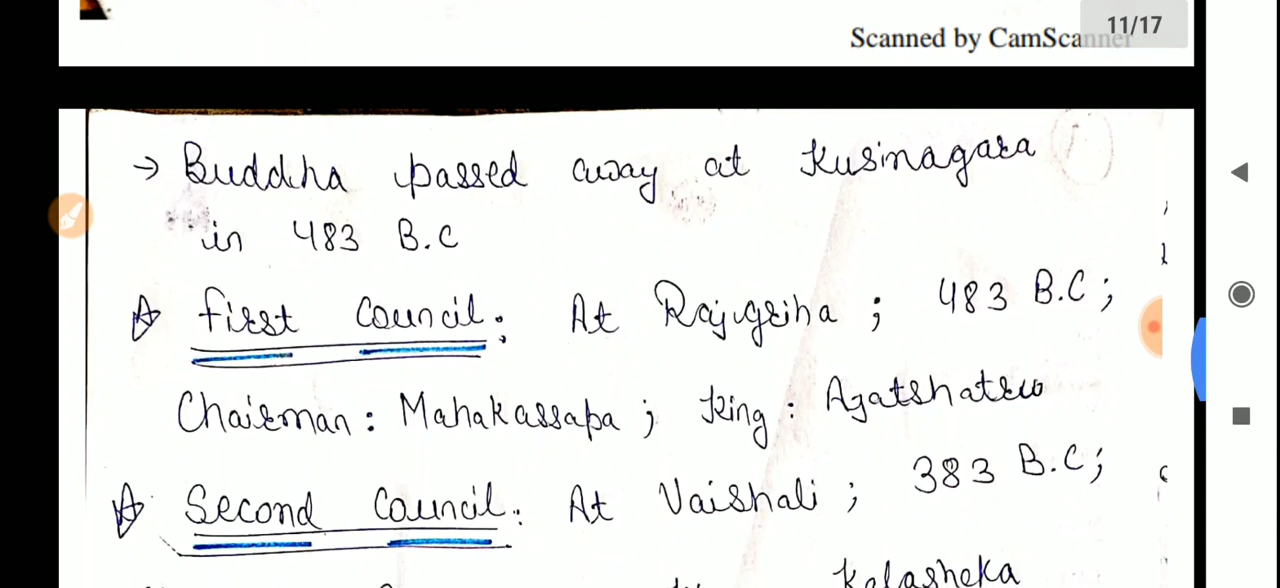 Scanned by CamScanner
11/17
→ Buddha passed away at Kusinagara
in 483 B.C
☆ First Council: At Rajgriha ; 483 B.C ;
Chairman : Mahakassapa ; King : Ajatshatru
☆ Second Council: At Vaishali ; 383 B.C ;
Kalasheka